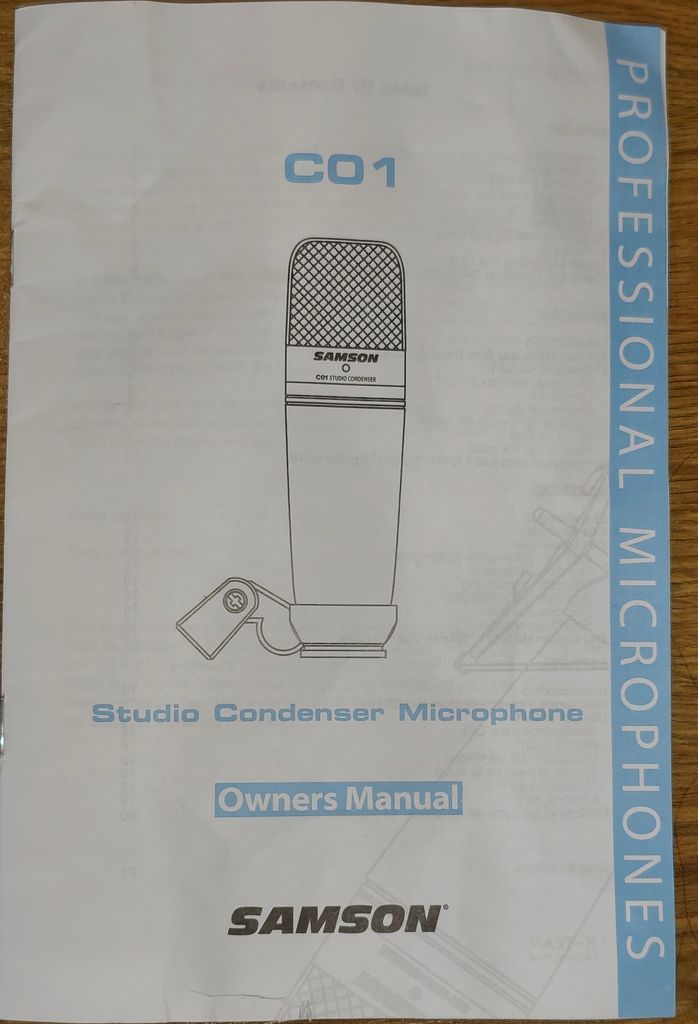 C01
SAMSON
C01 STUDIO CONDENSER
Studio Condenser Microphone
Owners Manual
SAMSON®
PROFESSIONAL MICROPHONES